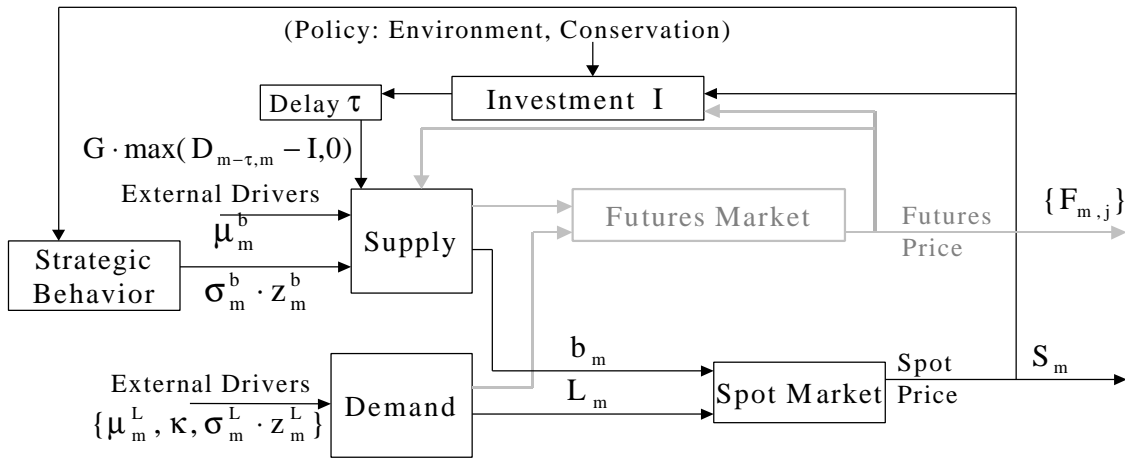 (Policy: Environment, Conservation)
Delay τ
Investment I
G · max( D_{m−τ,m} − I,0)
External Drivers
μ_m^b
Supply
Futures Market
Futures
Price
{F_{m,j}}
Strategic
Behavior
σ_m^b · z_m^b
b_m
L_m
External Drivers
{μ_m^L, κ, σ_m^L · z_m^L}
Demand
Spot Market
Spot
Price
S_m